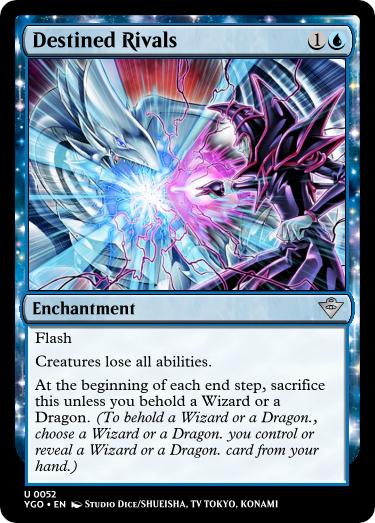 Destined Rivals 1
Enchantment
Flash
Creatures lose all abilities.
At the beginning of each end step, sacrifice
this unless you behold a Wizard or a
Dragon. (To behold a Wizard or a Dragon.,
choose a Wizard or a Dragon. you control or
reveal a Wizard or a Dragon. card from your
hand.)
U 0052
YGO • EN Studio Dice/SHUEISHA, TV TOKYO, KONAMI